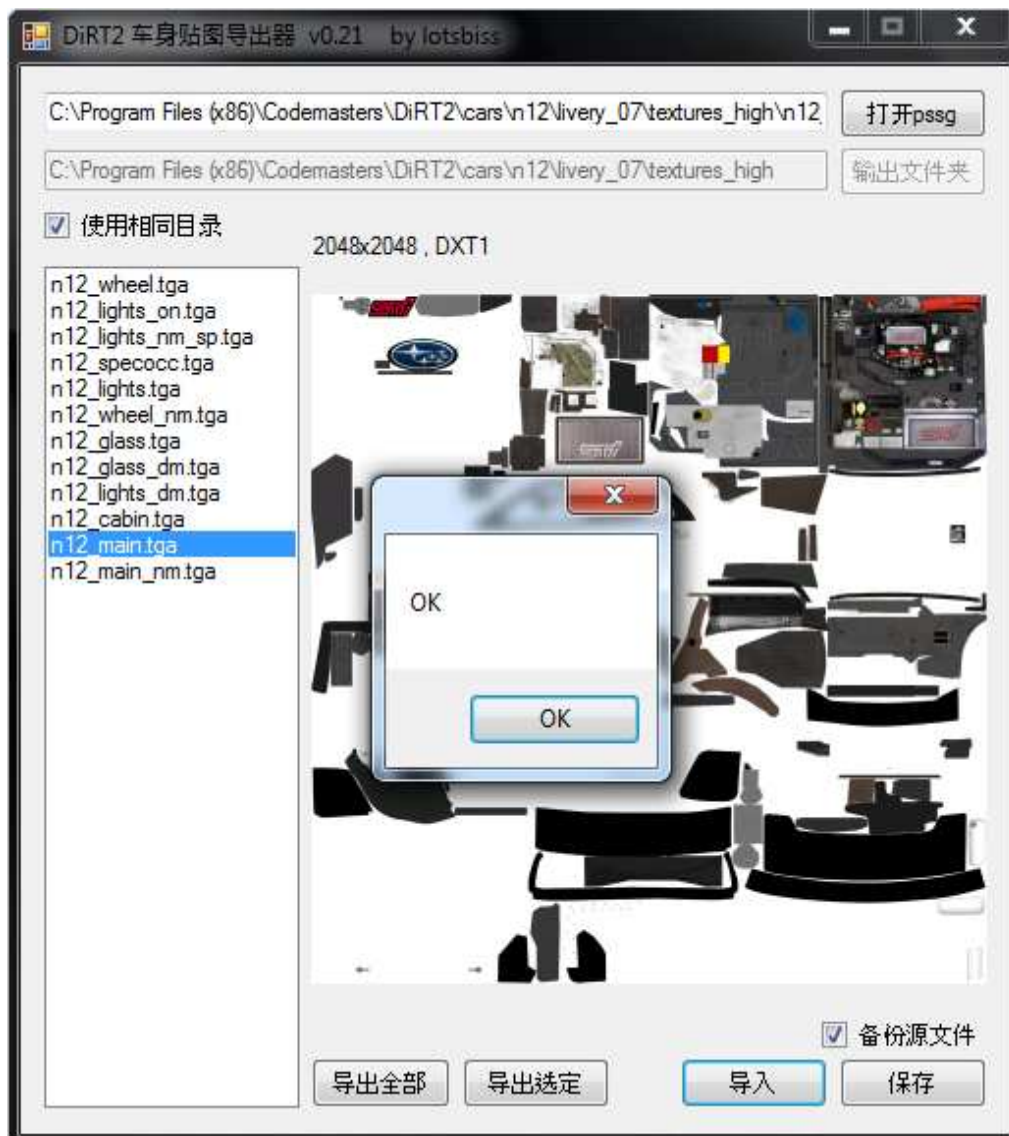 DiRT2 车身贴图导出器 v0.21 by lotsbiss
C:\Program Files (x86)\Codemasters\DiRT2\cars\n12\livery_07\textures_high\n12_
打开pssg
C:\Program Files (x86)\Codemasters\DiRT2\cars\n12\livery_07\textures_high
输出文件夹
使用相同目录
2048x2048 , DXT1
n12_wheel.tga
n12_lights_on.tga
n12_lights_nm_sp.tga
n12_specocc.tga
n12_lights.tga
n12_wheel_nm.tga
n12_glass.tga
n12_glass_dm.tga
n12_lights_dm.tga
n12_cabin.tga
n12_main.tga
n12_main_nm.tga
OK
OK
备份源文件
导出全部
导出选定
导入
保存